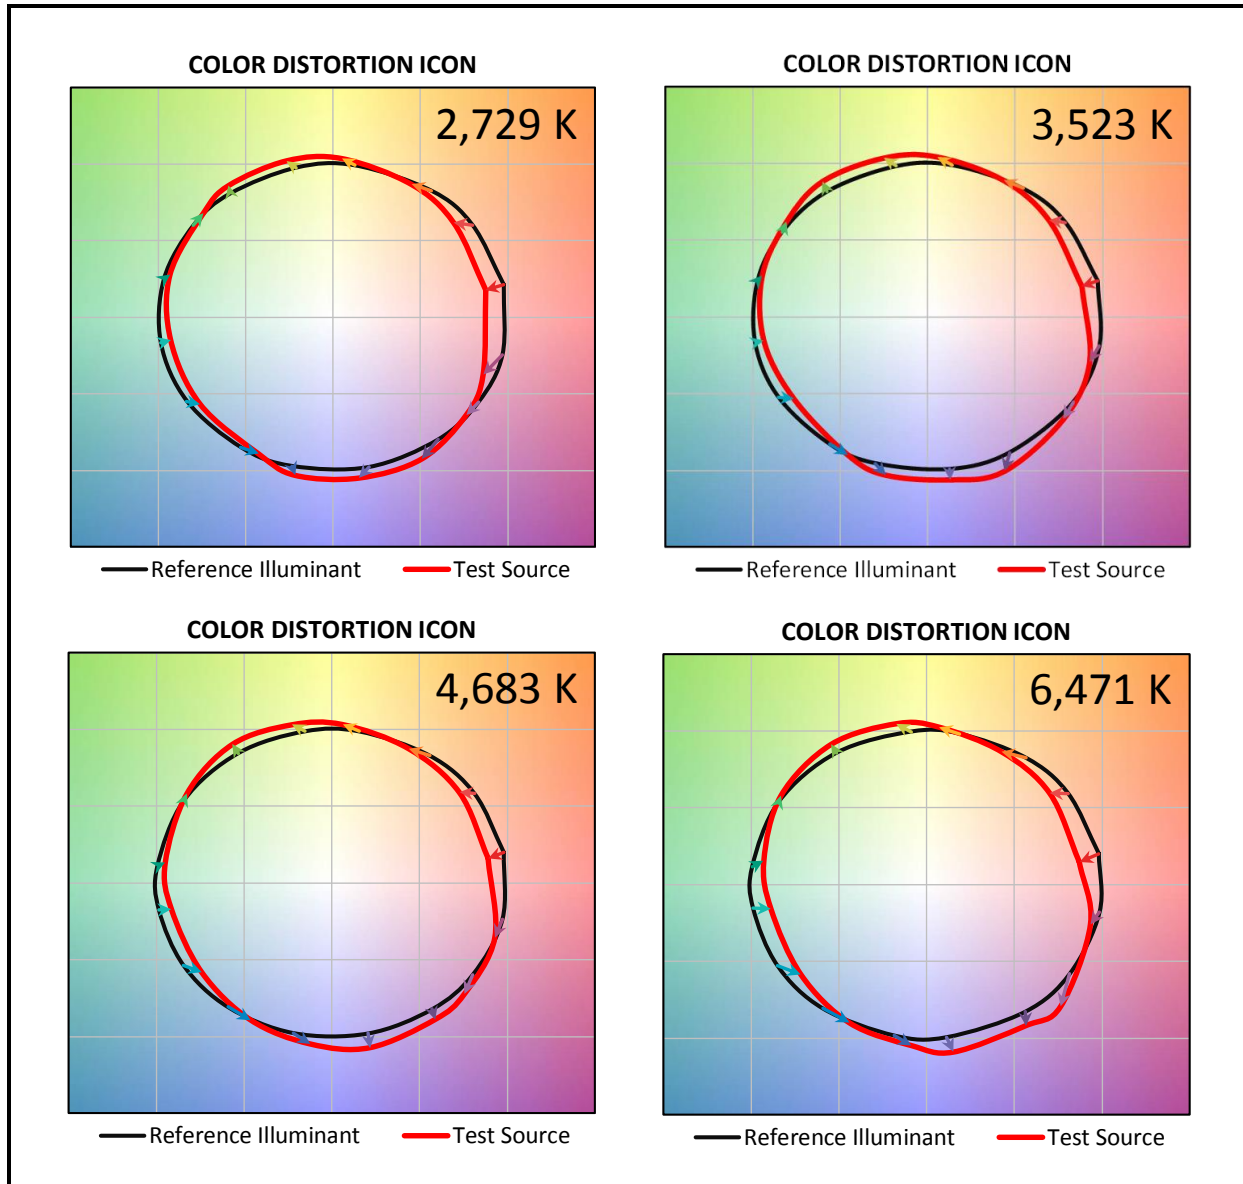 COLOR DISTORTION ICON
2,729 K
Reference Illuminant Test Source
COLOR DISTORTION ICON
3,523 K
Reference Illuminant Test Source
COLOR DISTORTION ICON
4,683 K
Reference Illuminant Test Source
COLOR DISTORTION ICON
6,471 K
Reference Illuminant Test Source